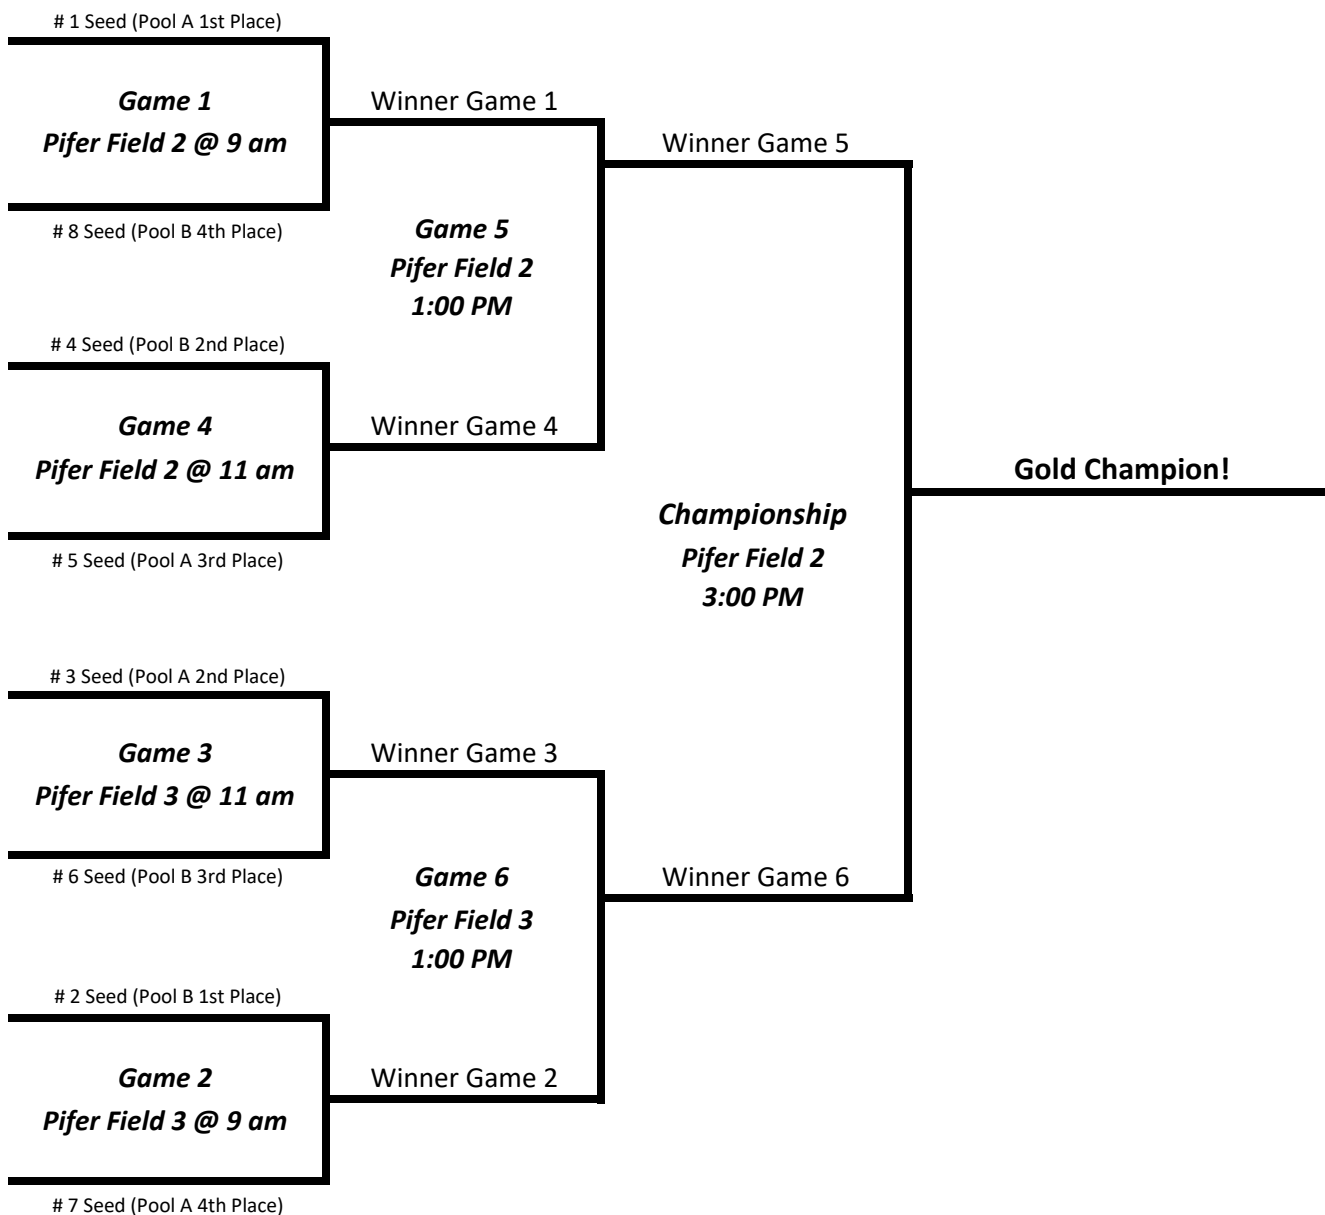 # 1 Seed (Pool A 1st Place)
Game 1
Pifer Field 2 @ 9 am
# 8 Seed (Pool B 4th Place)
Winner Game 1
Game 5
Pifer Field 2
1:00 PM
# 4 Seed (Pool B 2nd Place)
Game 4
Pifer Field 2 @ 11 am
# 5 Seed (Pool A 3rd Place)
Winner Game 4
Winner Game 5
Championship
Pifer Field 2
3:00 PM
Gold Champion!
# 3 Seed (Pool A 2nd Place)
Game 3
Pifer Field 3 @ 11 am
# 6 Seed (Pool B 3rd Place)
Winner Game 3
Game 6
Pifer Field 3
1:00 PM
Winner Game 6
# 2 Seed (Pool B 1st Place)
Game 2
Pifer Field 3 @ 9 am
# 7 Seed (Pool A 4th Place)
Winner Game 2